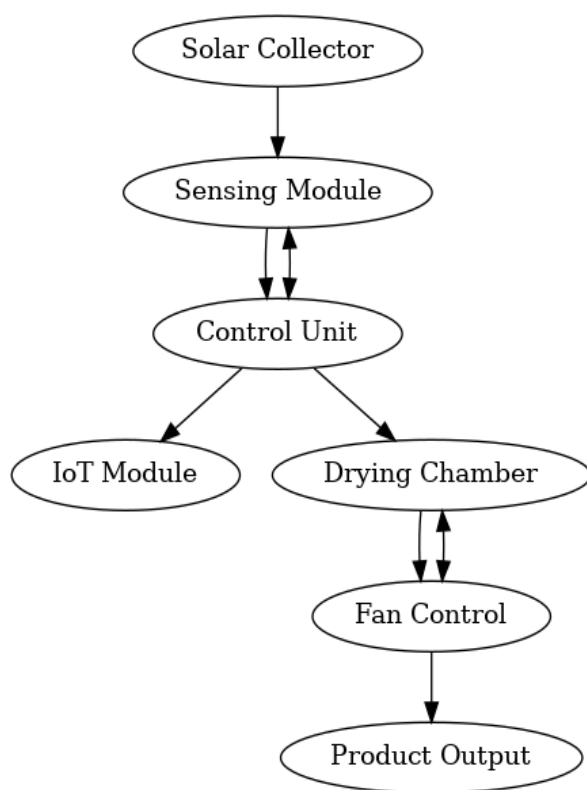 Solar Collector
Sensing Module
Control Unit
IoT Module
Drying Chamber
Fan Control
Product Output